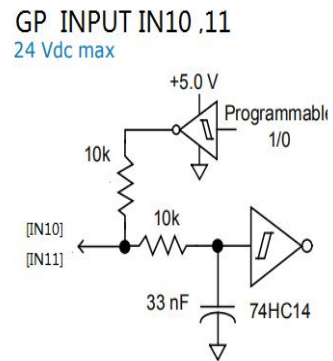 GP INPUT IN10 ,11
24 Vdc max
+5.0 V
Programmable
1/0
10k
10k
[IN10]
[IN11]
33 nF
74HC14